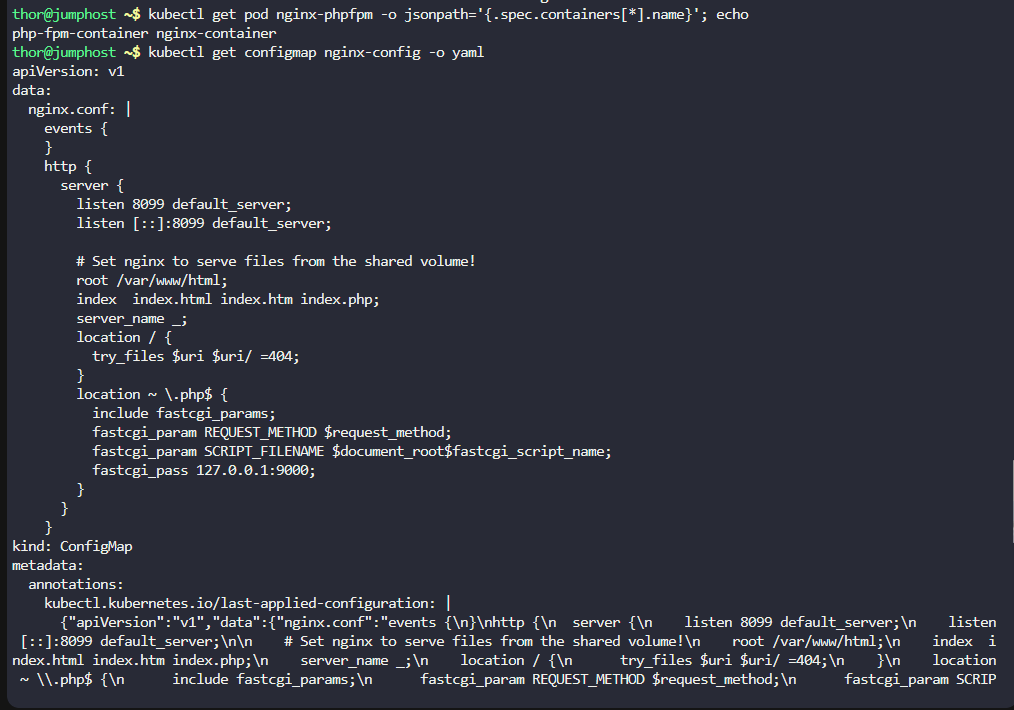 thor@jumphost ~$ kubectl get pod nginx-phpfpm -o jsonpath='{.spec.containers[*].name}'; echo
php-fpm-container nginx-container
thor@jumphost ~$ kubectl get configmap nginx-config -o yaml
apiVersion: v1
data:
  nginx.conf: |
    events {
    }
    http {
      server {
        listen 8099 default_server;
        listen [::]:8099 default_server;

        # Set nginx to serve files from the shared volume!
        root /var/www/html;
        index  index.html index.htm index.php;
        server_name _;
        location / {
          try_files $uri $uri/ =404;
        }
        location ~ \.php$ {
          include fastcgi_params;
          fastcgi_param REQUEST_METHOD $request_method;
          fastcgi_param SCRIPT_FILENAME $document_root$fastcgi_script_name;
          fastcgi_pass 127.0.0.1:9000;
        }
      }
    }
kind: ConfigMap
metadata:
  annotations:
    kubectl.kubernetes.io/last-applied-configuration: |
      {"apiVersion":"v1","data":{"nginx.conf":"events {\n}\nhttp {\n  server {\n    listen 8099 default_server;\n    listen
 [::]:8099 default_server;\n\n    # Set nginx to serve files from the shared volume!\n    root /var/www/html;\n    index  i
ndex.html index.htm index.php;\n    server_name _;\n    location / {\n      try_files $uri $uri/ =404;\n    }\n    location
 ~ \\.php$ {\n      include fastcgi_params;\n      fastcgi_param REQUEST_METHOD $request_method;\n      fastcgi_param SCRIP